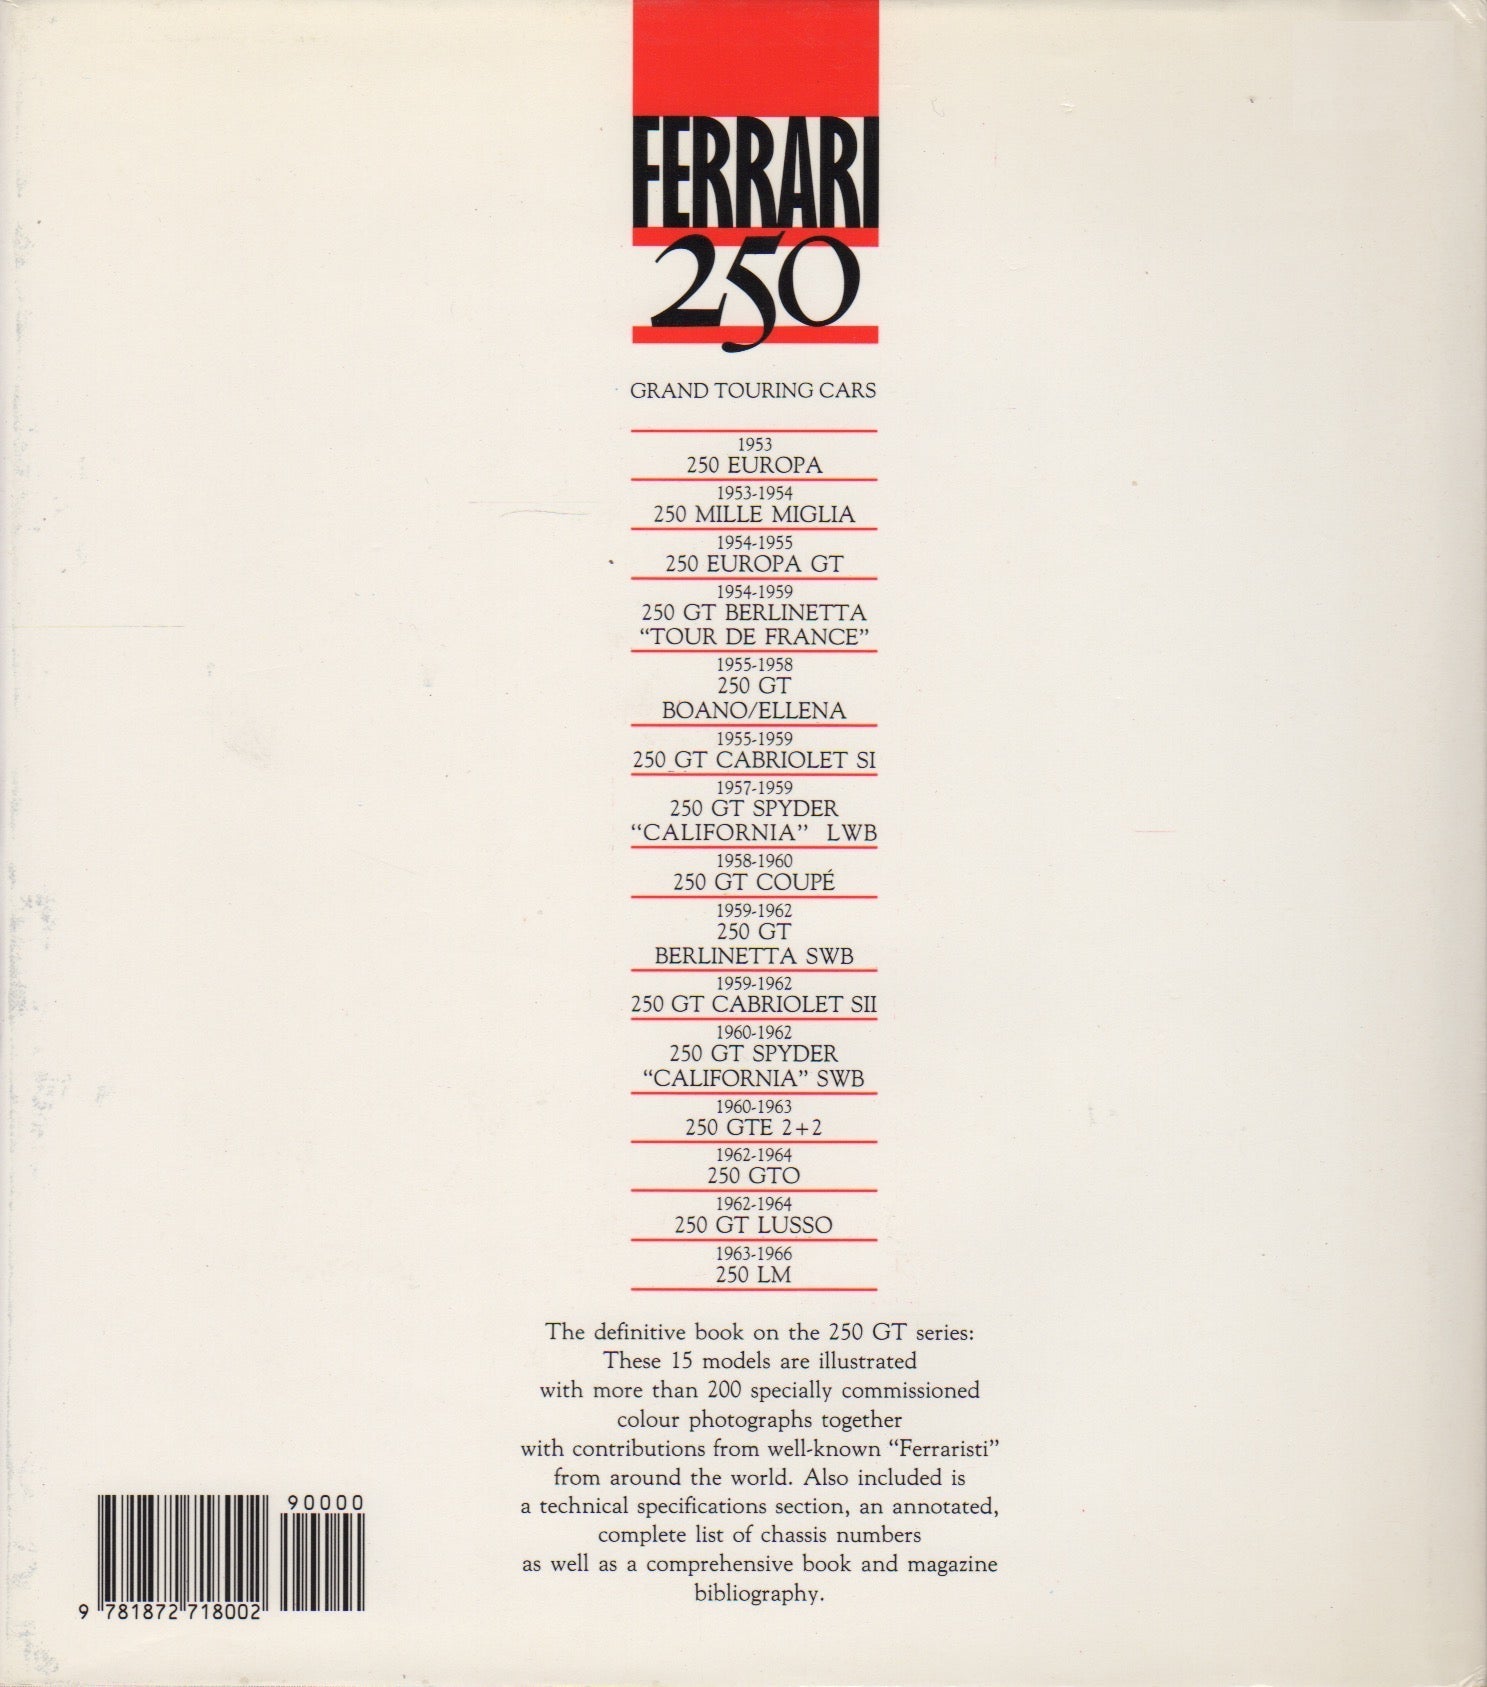 FERRARI
250
GRAND TOURING CARS
1953
250 EUROPA
1953-1954
250 MILLE MIGLIA
1954-1955
250 EUROPA GT
1954-1959
250 GT BERLINETTA
“TOUR DE FRANCE”
1955-1958
250 GT
BOANO/ELLENA
1955-1959
250 GT CABRIOLET SI
1957-1959
250 GT SPYDER
“CALIFORNIA” LWB
1958-1960
250 GT COUPÉ
1959-1962
250 GT
BERLINETTA SWB
1959-1962
250 GT CABRIOLET SII
1960-1962
250 GT SPYDER
“CALIFORNIA” SWB
1960-1963
250 GTE 2+2
1962-1964
250 GTO
1962-1964
250 GT LUSSO
1963-1966
250 LM
The definitive book on the 250 GT series:
These 15 models are illustrated
with more than 200 specially commissioned
colour photographs together
with contributions from well-known “Ferraristi”
from around the world. Also included is
a technical specifications section, an annotated,
complete list of chassis numbers
as well as a comprehensive book and magazine
bibliography.
90000
9 781872 718002